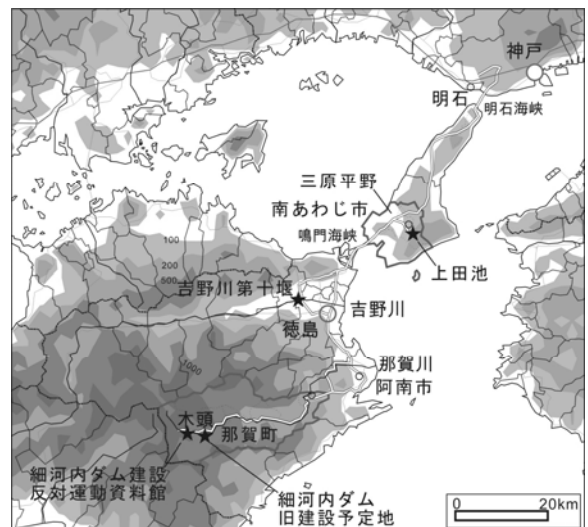 神戸
明石
明石海峡
三原平野
南あわじ市
鳴門海峡
上田池
100
200
500
吉野川第十堰
吉野川
徳島
1000
那賀川
阿南市
木頭
那賀町
細河内ダム建設
反対運動資料館
細河内ダム
旧建設予定地
0 20km